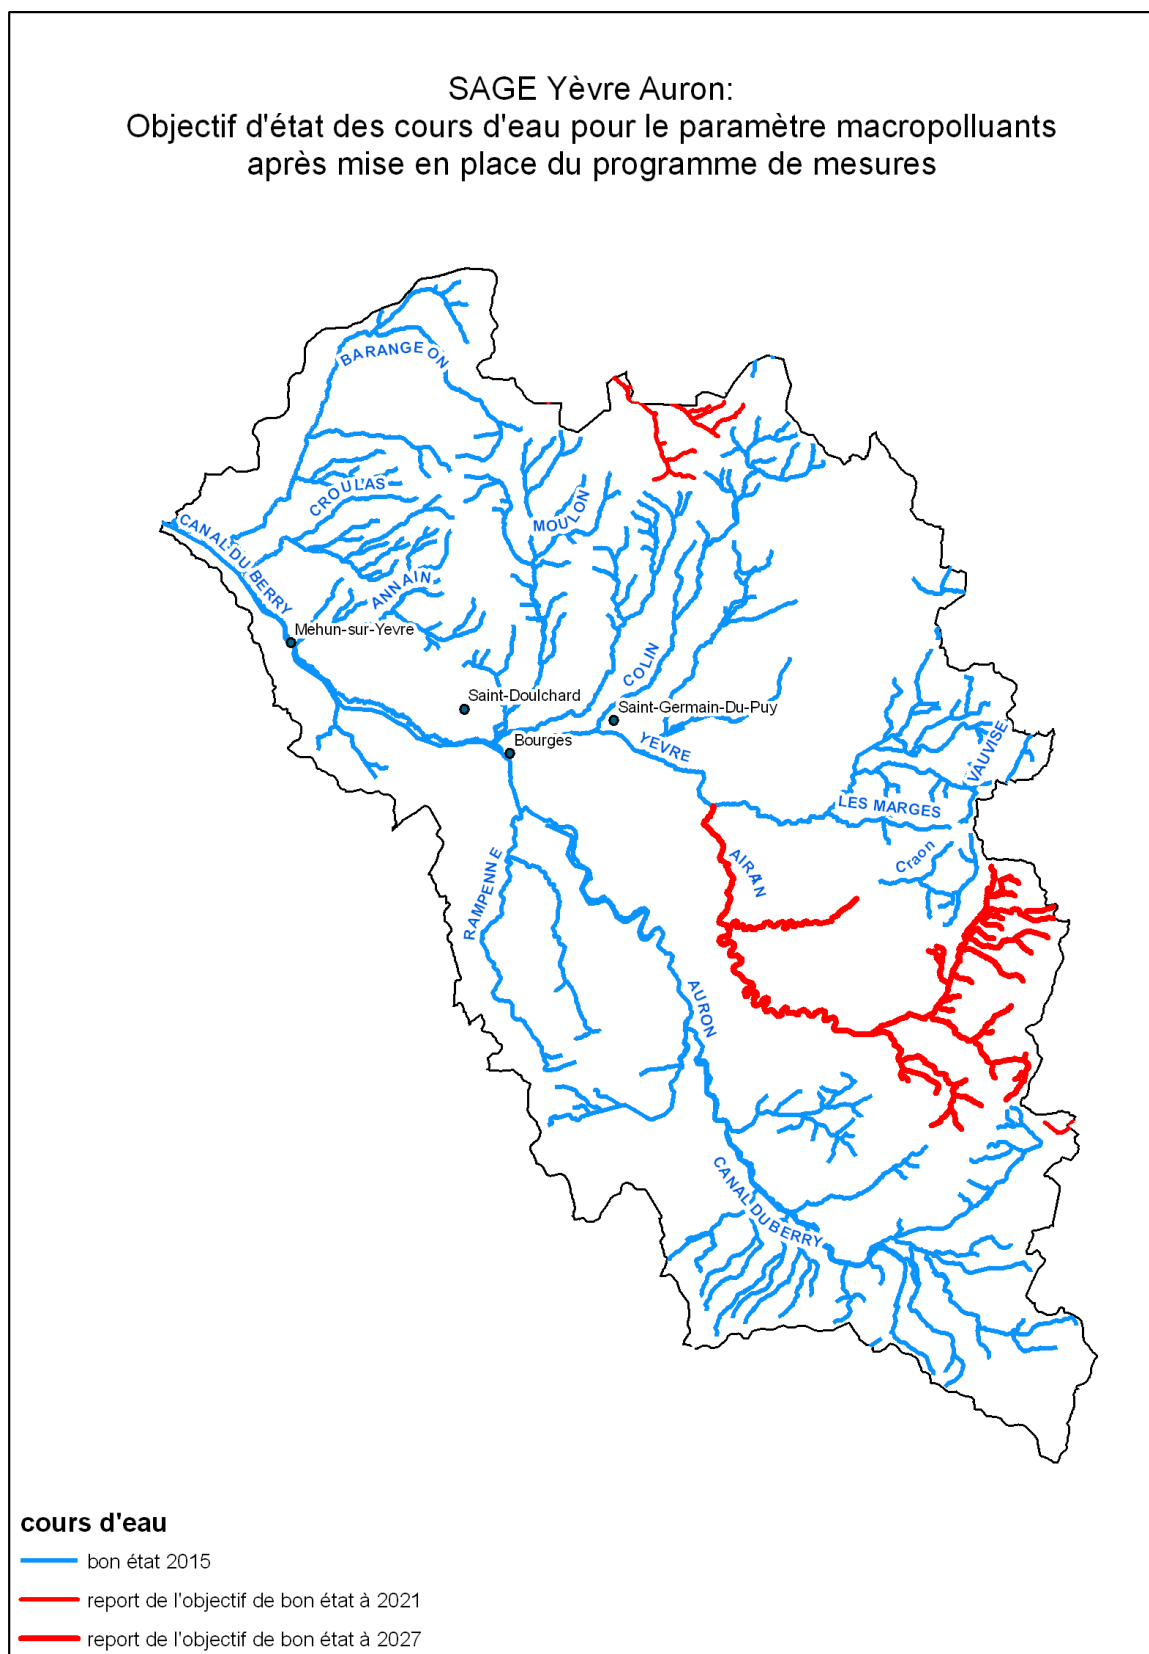 SAGE Yèvre Auron:
Objectif d'état des cours d'eau pour le paramètre macropolluants
après mise en place du programme de mesures
BARANGEON
CROULAS
MOULON
CANAL DU BERRY
ANNAIN
Mehun-sur-Yevre
COLIN
Saint-Doulchard
Saint-Germain-Du-Puy
Bourges
YEVRE
VAUVISE
LES MARGES
Craon
AIRAN
RAMPENNE
AURON
CANAL DU BERRY
cours d'eau
bon état 2015
report de l'objectif de bon état à 2021
report de l'objectif de bon état à 2027